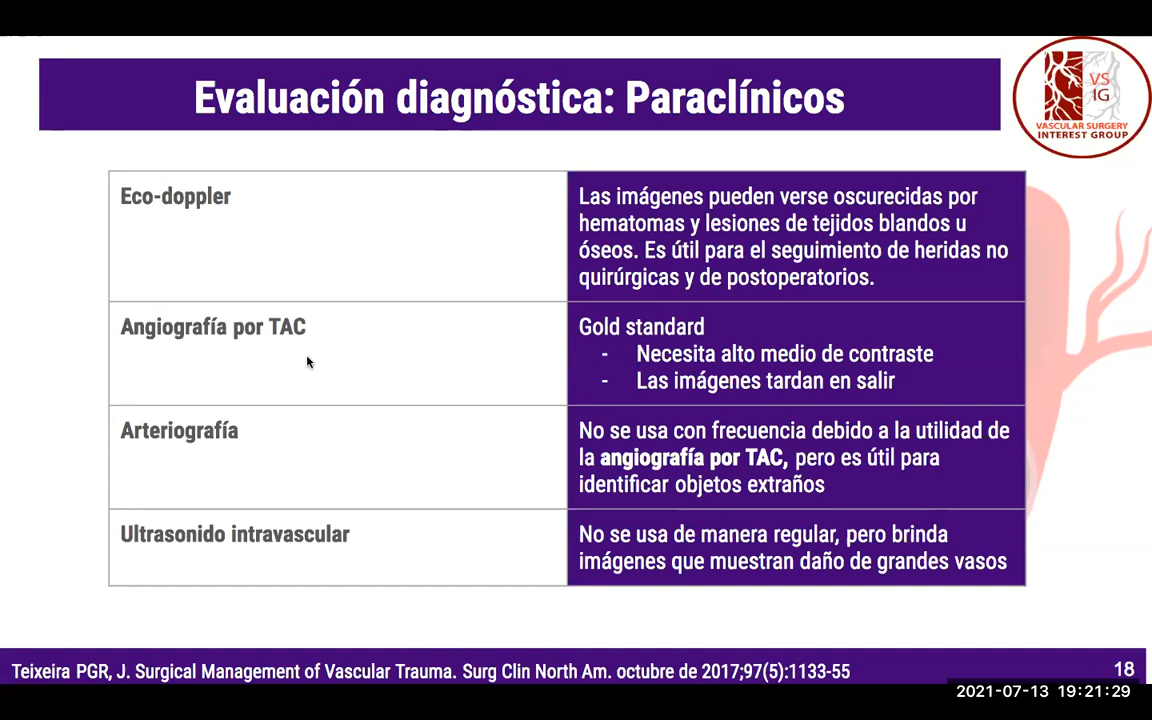 Evaluación diagnóstica: Paraclínicos
VS
IG
VASCULAR SURGERY
INTEREST GROUP
Eco-doppler
Las imágenes pueden verse oscurecidas por
hematomas y lesiones de tejidos blandos u
óseos. Es útil para el seguimiento de heridas no
quirúrgicas y de postoperatorios.
Angiografía por TAC
Gold standard
- Necesita alto medio de contraste
- Las imágenes tardan en salir
Arteriografía
No se usa con frecuencia debido a la utilidad de
la angiografía por TAC, pero es útil para
identificar objetos extraños
Ultrasonido intravascular
No se usa de manera regular, pero brinda
imágenes que muestran daño de grandes vasos
Teixeira PGR, J. Surgical Management of Vascular Trauma. Surg Clin North Am. octubre de 2017;97(5):1133-55
18
2021-07-13 19:21:29